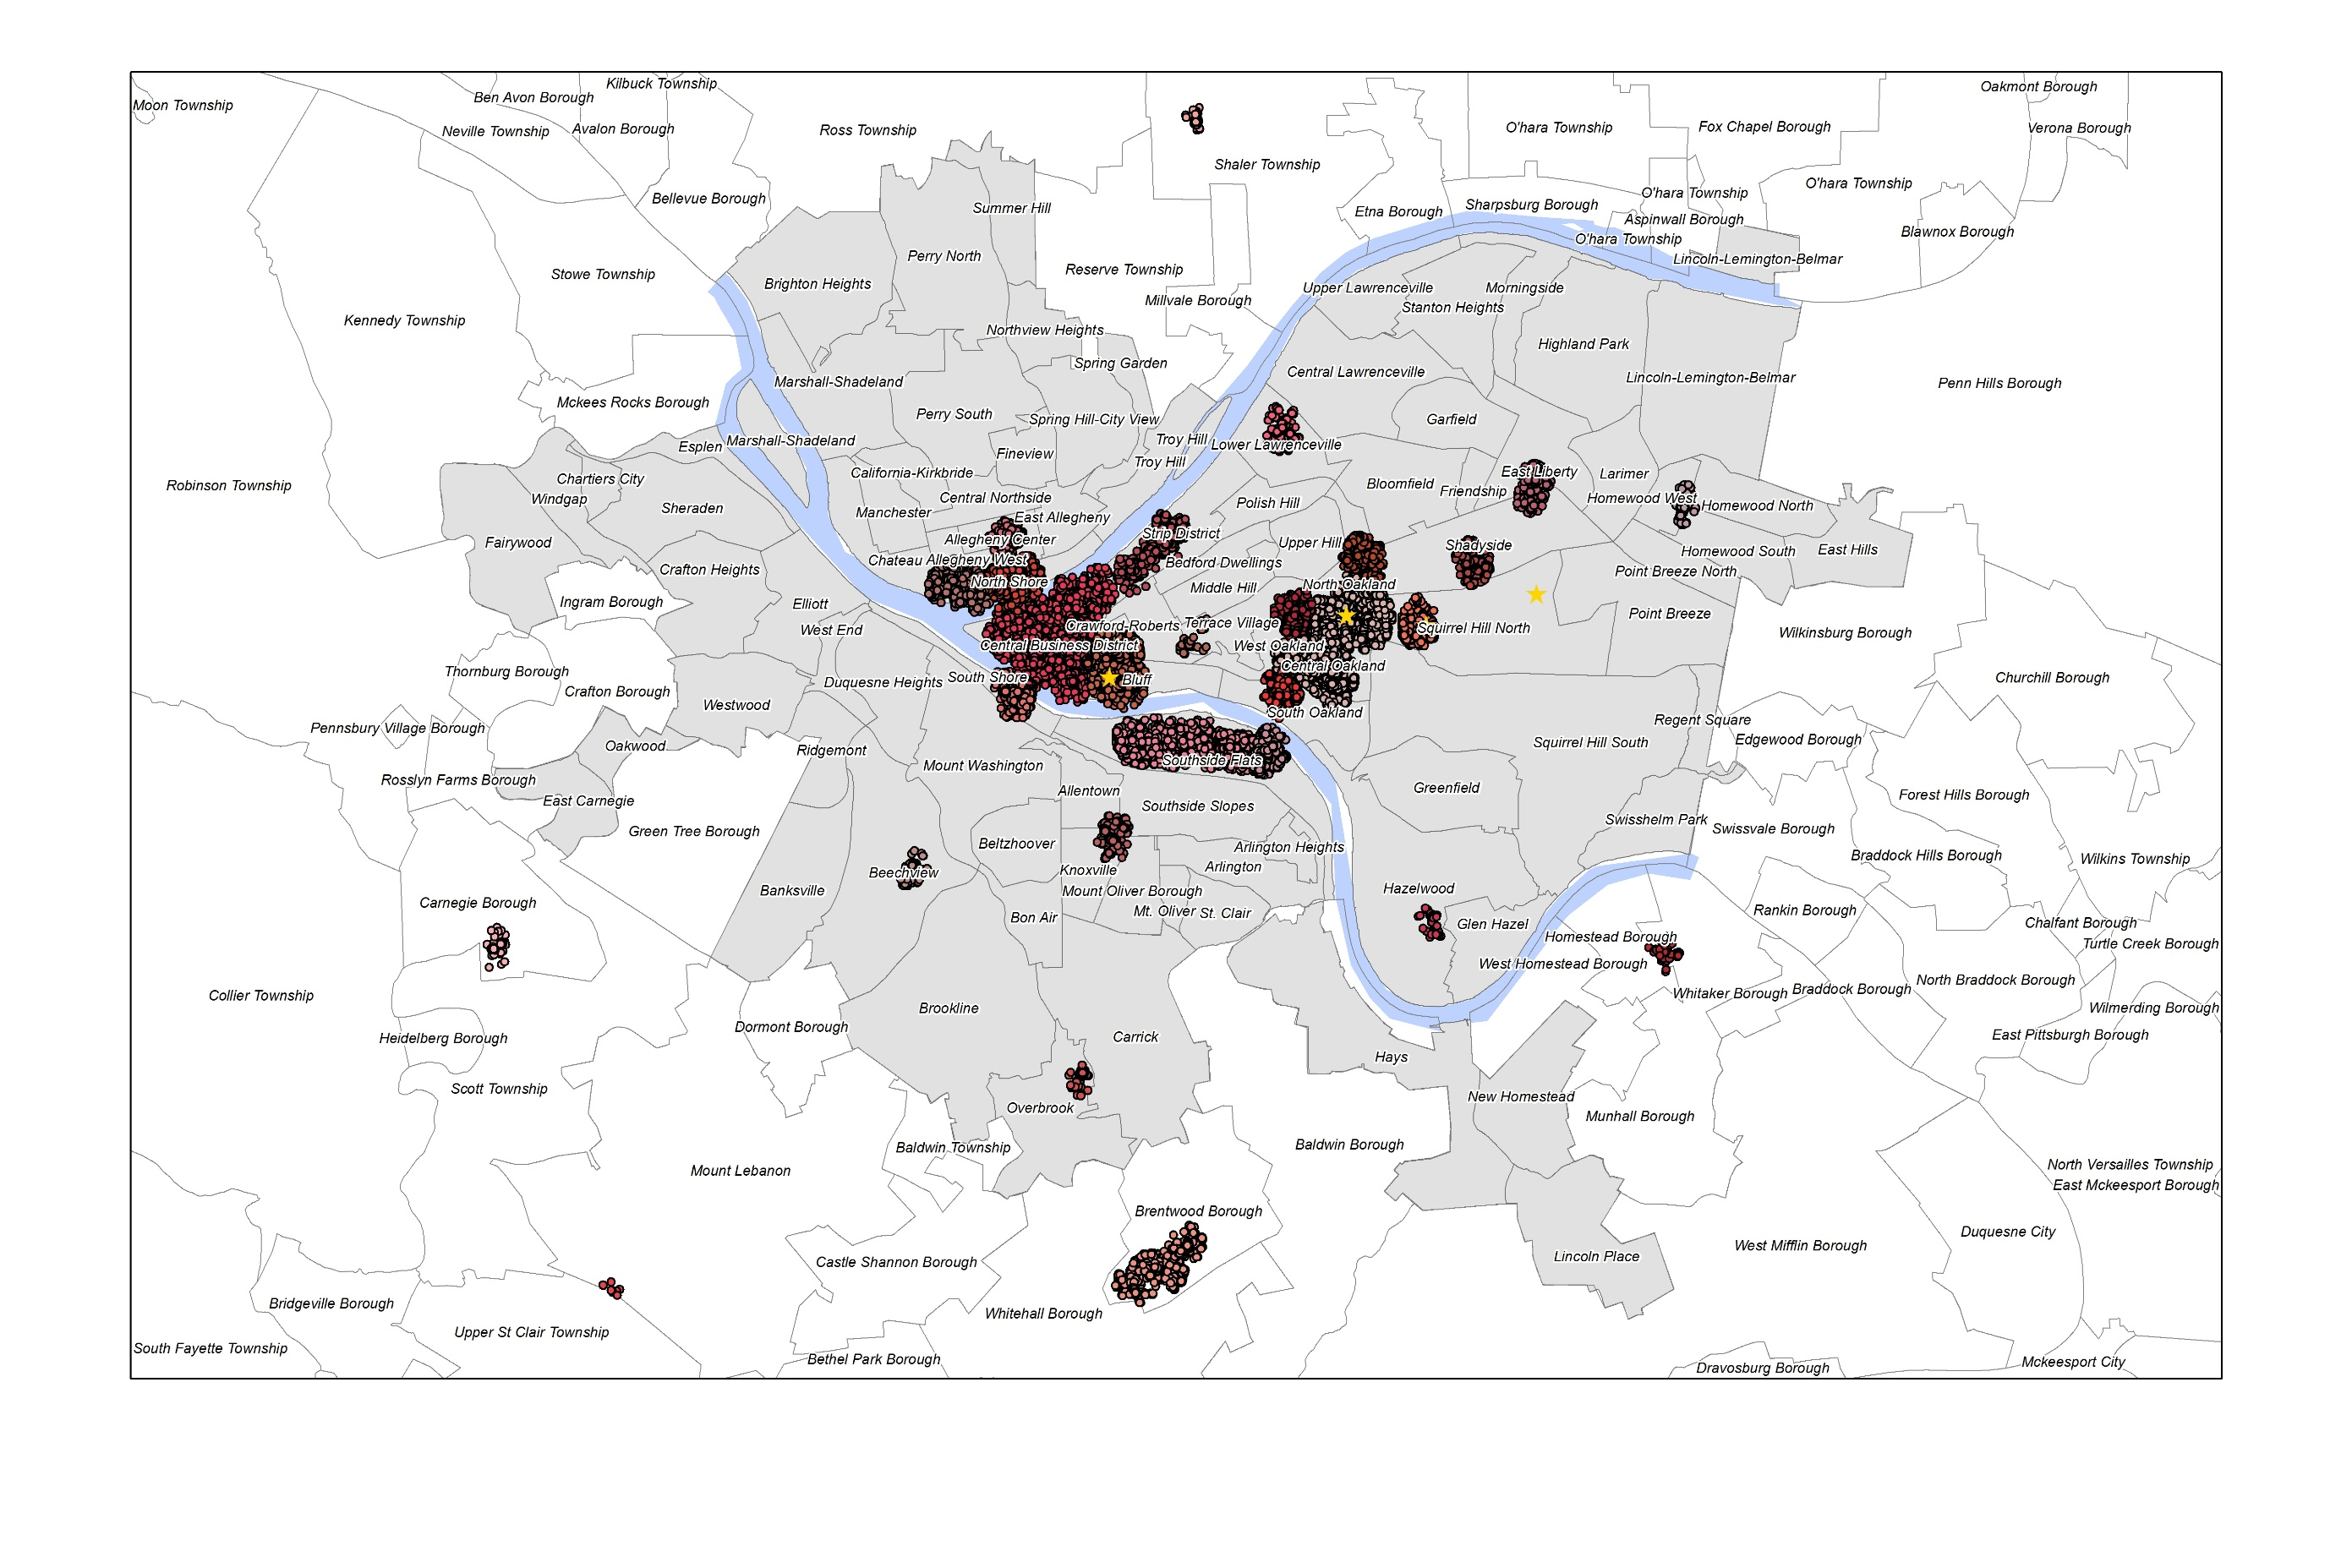 Kilbuck Township
Oakmont Borough
Ben Avon Borough
Moon Township
Neville Township
Avalon Borough
Ross Township
O'hara Township
Fox Chapel Borough
Verona Borough
Shaler Township
O'hara Township
O'hara Township
Bellevue Borough
Summer Hill
Etna Borough
Sharpsburg Borough
Aspinwall Borough
Blawnox Borough
O'hara Township
Perry North
Lincoln-Lemington-Belmar
Stowe Township
Reserve Township
Brighton Heights
Upper Lawrenceville
Morningside
Millvale Borough
Stanton Heights
Kennedy Township
Northview Heights
Highland Park
Spring Garden
Central Lawrenceville
Lincoln-Lemington-Belmar
Marshall-Shadeland
Penn Hills Borough
Mckees Rocks Borough
Perry South
Spring Hill-City View
Garfield
Esplen
Marshall-Shadeland
Troy Hill
Lower Lawrenceville
Fineview
Troy Hill
California-Kirkbride
East Liberty
Larimer
Chartiers City
Robinson Township
Bloomfield
Friendship
Windgap
Central Northside
Homewood West
Homewood North
Polish Hill
Sheraden
Manchester
East Allegheny
Strip District
Allegheny Center
Fairywood
Upper Hill
Shadyside
Homewood South
East Hills
Chateau
Allegheny West
Bedford Dwellings
Crafton Heights
Point Breeze North
North Shore
North Oakland
Middle Hill
Ingram Borough
Elliott
Point Breeze
Crawford-Roberts
Terrace Village
Squirrel Hill North
West End
Wilkinsburg Borough
Central Business District
West Oakland
Central Oakland
Thornburg Borough
South Shore
Bluff
Churchill Borough
Duquesne Heights
Crafton Borough
Westwood
South Oakland
Regent Square
Pennsbury Village Borough
Oakwood
Ridgemont
Squirrel Hill South
Edgewood Borough
Southside Flats
Mount Washington
Rosslyn Farms Borough
Allentown
Greenfield
Forest Hills Borough
East Carnegie
Southside Slopes
Green Tree Borough
Swisshelm Park
Swissvale Borough
Beltzhoover
Arlington Heights
Braddock Hills Borough
Wilkins Township
Arlington
Beechview
Knoxville
Banksville
Mount Oliver Borough
Hazelwood
Carnegie Borough
Mt. Oliver
St. Clair
Bon Air
Rankin Borough
Glen Hazel
Chalfant Borough
Homestead Borough
Turtle Creek Borough
West Homestead Borough
North Braddock Borough
Collier Township
Whitaker Borough
Braddock Borough
Brookline
Wilmerding Borough
Dormont Borough
Heidelberg Borough
Carrick
East Pittsburgh Borough
Hays
Scott Township
New Homestead
Overbrook
Munhall Borough
Baldwin Township
Baldwin Borough
Mount Lebanon
North Versailles Township
East Mckeesport Borough
Brentwood Borough
Duquesne City
West Mifflin Borough
Lincoln Place
Castle Shannon Borough
Bridgeville Borough
Whitehall Borough
Upper St Clair Township
South Fayette Township
Bethel Park Borough
Mckeesport City
Dravosburg Borough